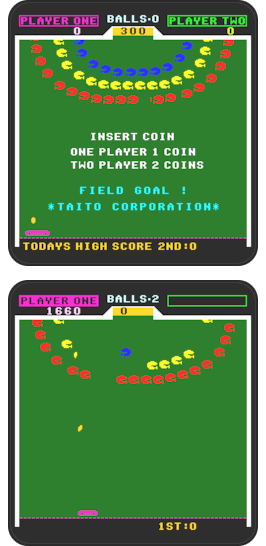 PLAYER ONE BALLS·0 PLAYER TWO
0 300 0
INSERT COIN
ONE PLAYER 1 COIN
TWO PLAYER 2 COINS
FIELD GOAL !
*TAITO CORPORATION*
TODAYS HIGH SCORE 2ND:0
PLAYER ONE BALLS·2
1660 0
1ST:0